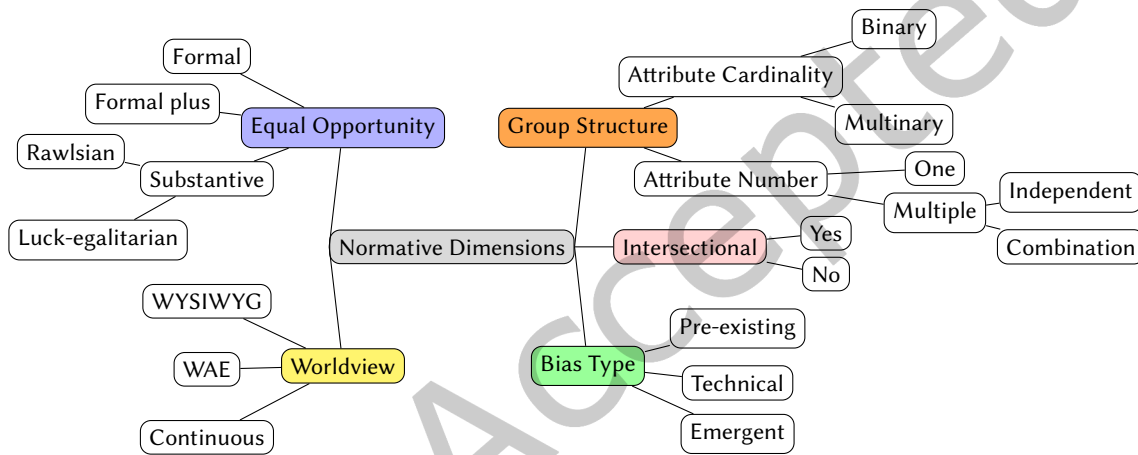 Binary
Formal
Attribute Cardinality
Formal plus
Equal Opportunity
Group Structure
Multinary
Rawlsian
Substantive
Attribute Number
One
Independent
Multiple
Luck-egalitarian
Normative Dimensions
Intersectional
Yes
Combination
No
WYSIWYG
Pre-existing
WAE
Worldview
Bias Type
Technical
Continuous
Emergent
Accepted